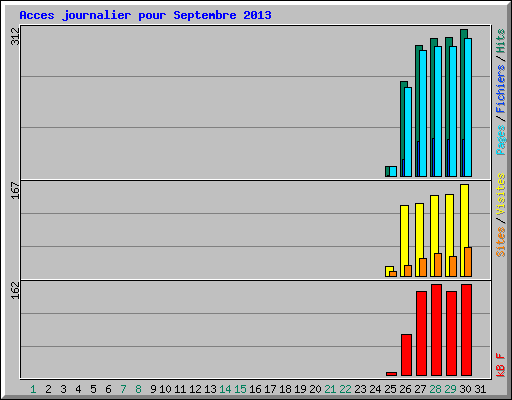 Acces journalier pour Septembre 2013
312
167
162
Pages / Fichiers / Hits
Sites / Visites
kB F
1 2 3 4 5 6 7 8 9 10 11 12 13 14 15 16 17 18 19 20 21 22 23 24 25 26 27 28 29 30 31